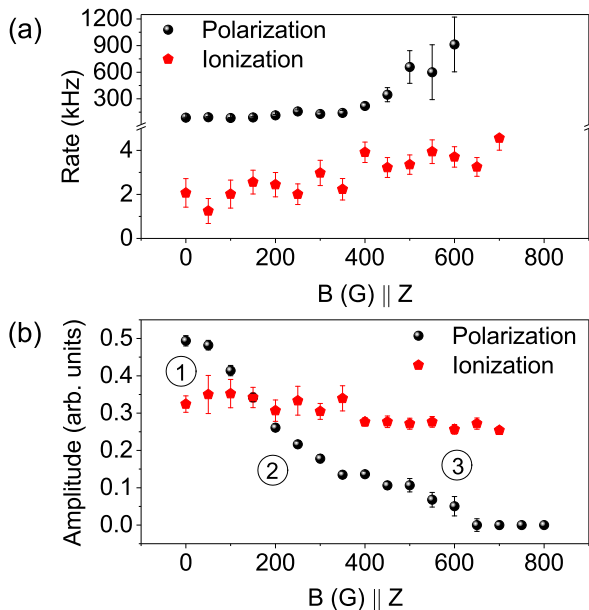 (a)
Polarization
Ionization
1200
900
600
300
4
2
0
Rate (kHz)
0 200 400 600 800
B (G) || Z
(b)
Polarization
Ionization
0.5
0.4
0.3
0.2
0.1
0.0
Amplitude (arb. units)
1
2
3
0 200 400 600 800
B (G) || Z